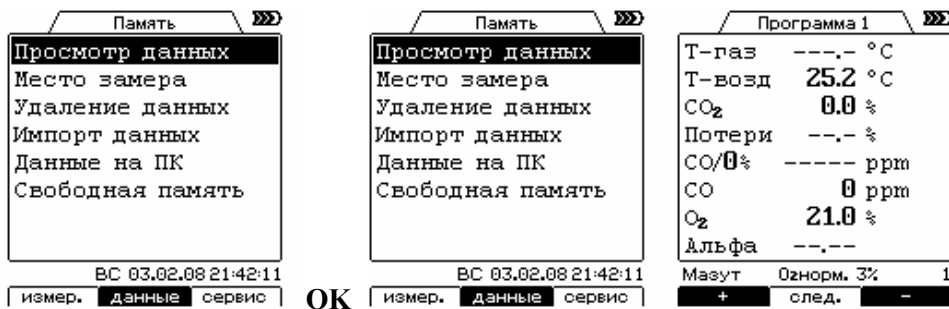 Память
Просмотр данных
Место замера
Удаление данных
Импорт данных
Данные на ПК
Свободная память
ВС 03.02.08 21:42:11
измер. данные сервис
OK
Память
Просмотр данных
Место замера
Удаление данных
Импорт данных
Данные на ПК
Свободная память
ВС 03.02.08 21:42:11
измер. данные сервис
Программа 1
Т-газ ---.- °C
Т-возд 25.2 °C
CO₂ 0.0 %
Потери --.- %
CO/0% ----- ppm
CO 0 ppm
O₂ 21.0 %
Альфа --.--
Мазут O₂норм. 3% 1
+ след. -